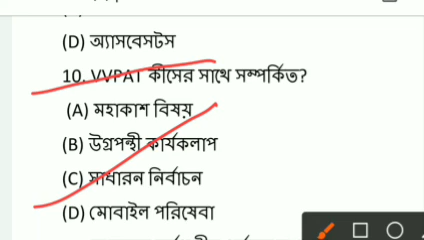 (D) অ্যাসবেসটস
10. VVPAT কীসের সাথে সম্পর্কিত?
(A) মহাকাশ বিষয়
(B) উগ্রপন্থী কার্যকলাপ
(C) সাধারন নির্বাচন
(D) মোবাইল পরিষেবা